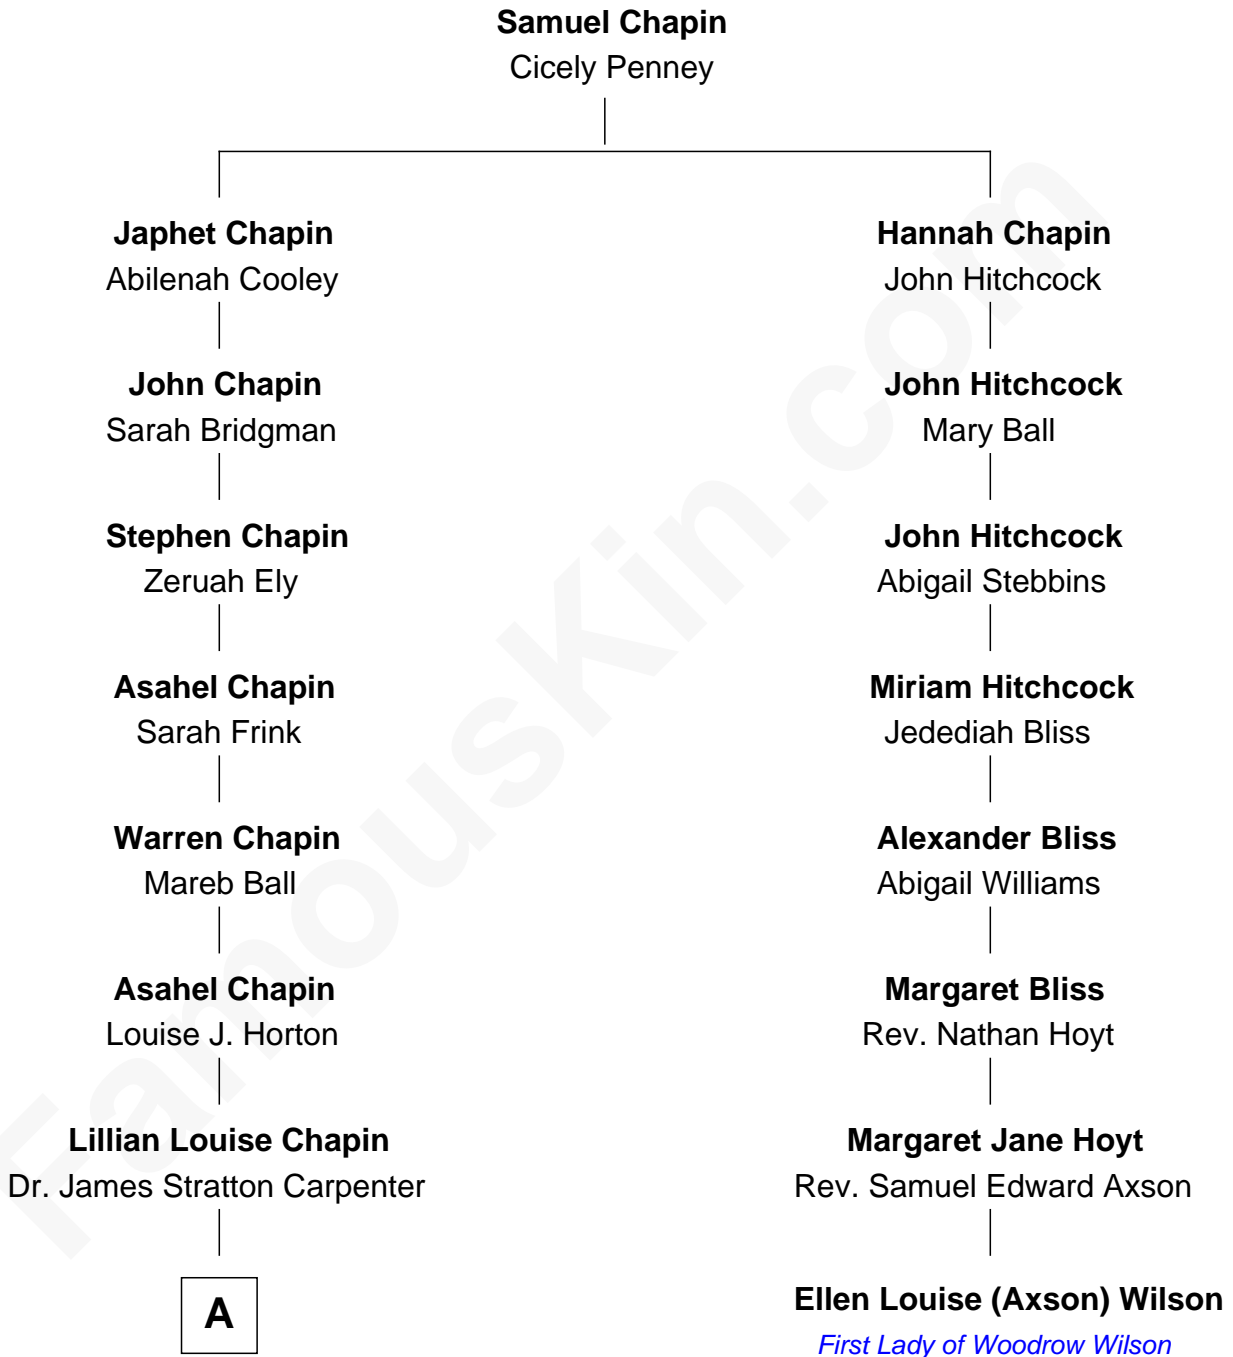 Samuel Chapin
Cicely Penney
Japhet Chapin
Abilenah Cooley
John Chapin
Sarah Bridgman
Stephen Chapin
Zeruah Ely
Asahel Chapin
Sarah Frink
Warren Chapin
Mareb Ball
Asahel Chapin
Louise J. Horton
Lillian Louise Chapin
Dr. James Stratton Carpenter
A
Hannah Chapin
John Hitchcock
John Hitchcock
Mary Ball
John Hitchcock
Abigail Stebbins
Miriam Hitchcock
Jedediah Bliss
Alexander Bliss
Abigail Williams
Margaret Bliss
Rev. Nathan Hoyt
Margaret Jane Hoyt
Rev. Samuel Edward Axson
Ellen Louise (Axson) Wilson
First Lady of Woodrow Wilson
FamousKin.com